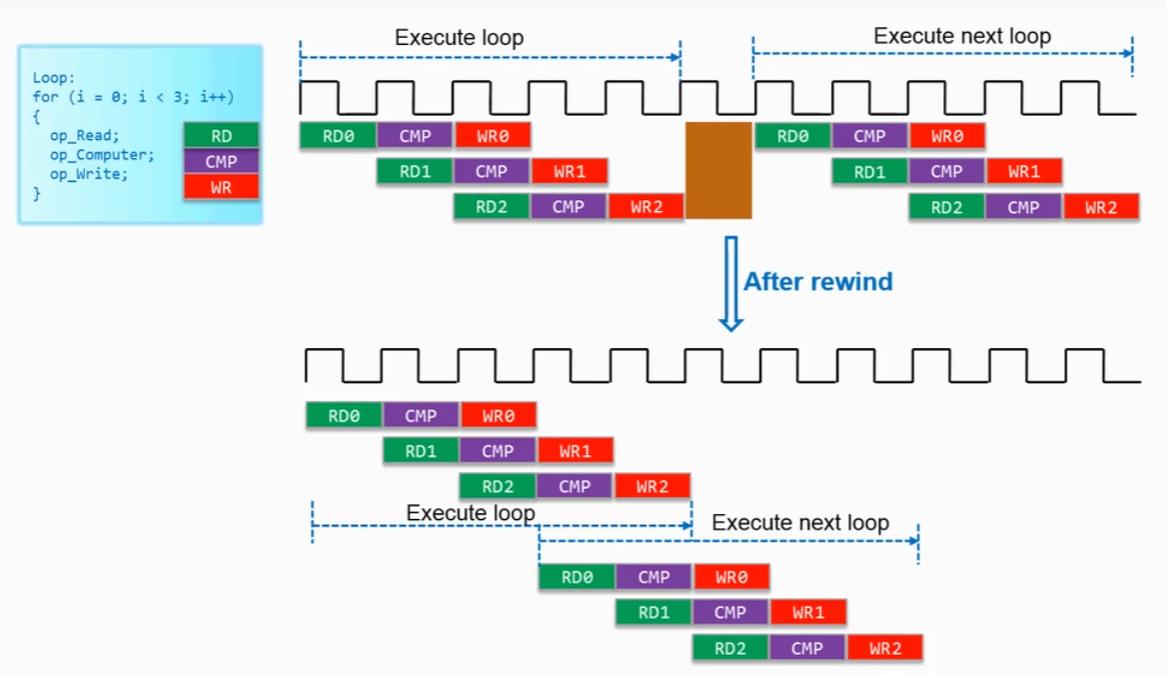 Execute loop
Execute next loop
Loop:
for (i = 0; i < 3; i++)
{
op_Read;
op_Computer;
op_Write;
}
RD
CMP
WR
RD0 CMP WR0 RD0 CMP WR0
RD1 CMP WR1 RD1 CMP WR1
RD2 CMP WR2 RD2 CMP WR2
After rewind
RD0 CMP WR0
RD1 CMP WR1
RD2 CMP WR2
Execute loop
Execute next loop
RD0 CMP WR0
RD1 CMP WR1
RD2 CMP WR2